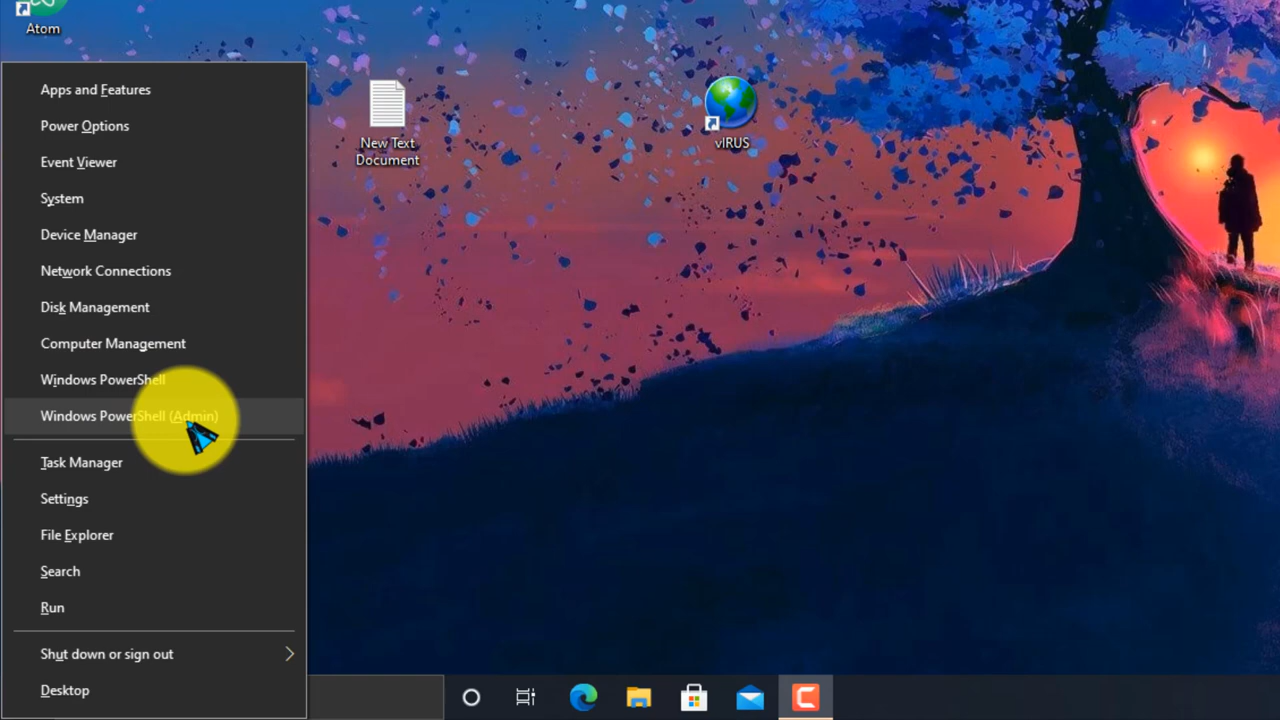 Atom
Apps and Features
Power Options
Event Viewer
System
Device Manager
Network Connections
Disk Management
Computer Management
Windows PowerShell
Windows PowerShell (Admin)
Task Manager
Settings
File Explorer
Search
Run
Shut down or sign out
Desktop
New Text
Document
vIRUS